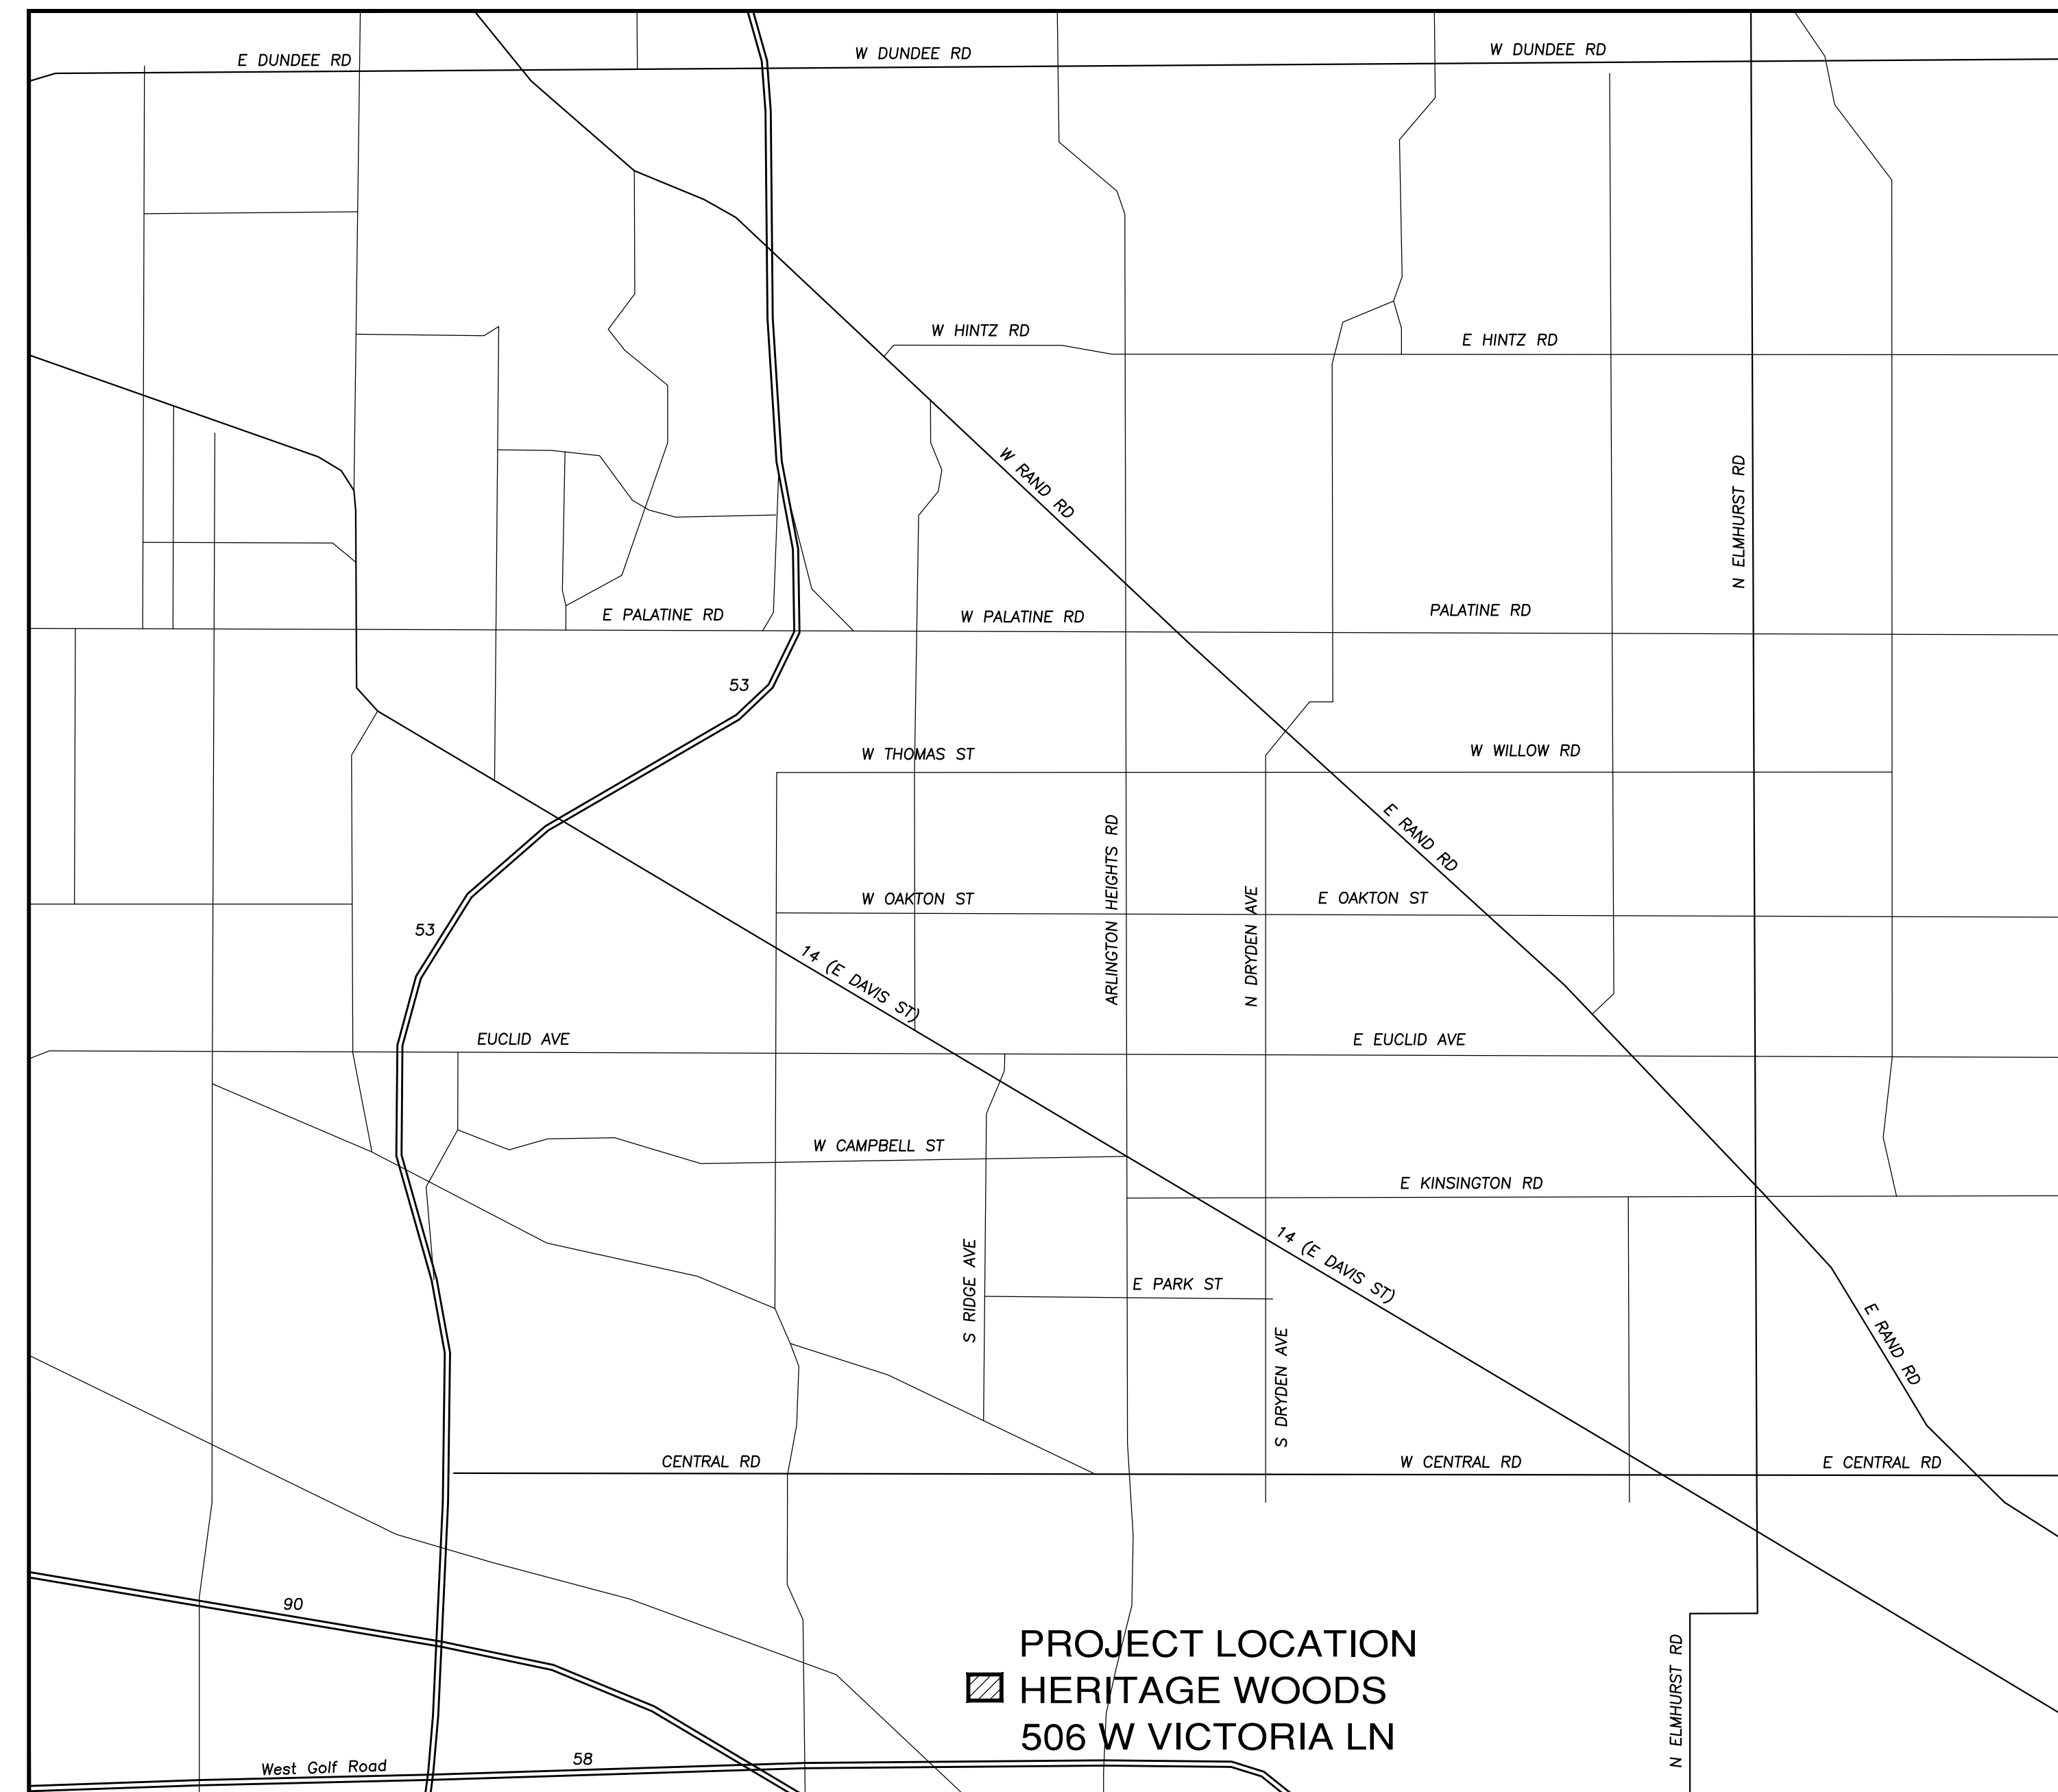 E DUNDEE RD
W DUNDEE RD
W DUNDEE RD
W HINTZ RD
E HINTZ RD
W RAND RD
N ELMHURST RD
E PALATINE RD
W PALATINE RD
PALATINE RD
53
W THOMAS ST
W WILLOW RD
E RAND RD
ARLINGTON HEIGHTS RD
W OAKTON ST
N DRYDEN AVE
E OAKTON ST
53
14 (E DAVIS ST)
EUCLID AVE
E EUCLID AVE
W CAMPBELL ST
E KINSINGTON RD
S RIDGE AVE
14 (E DAVIS ST)
E PARK ST
S DRYDEN AVE
E RAND RD
CENTRAL RD
W CENTRAL RD
E CENTRAL RD
90
PROJECT LOCATION
HERITAGE WOODS
506 W VICTORIA LN
N ELMHURST RD
West Golf Road
58